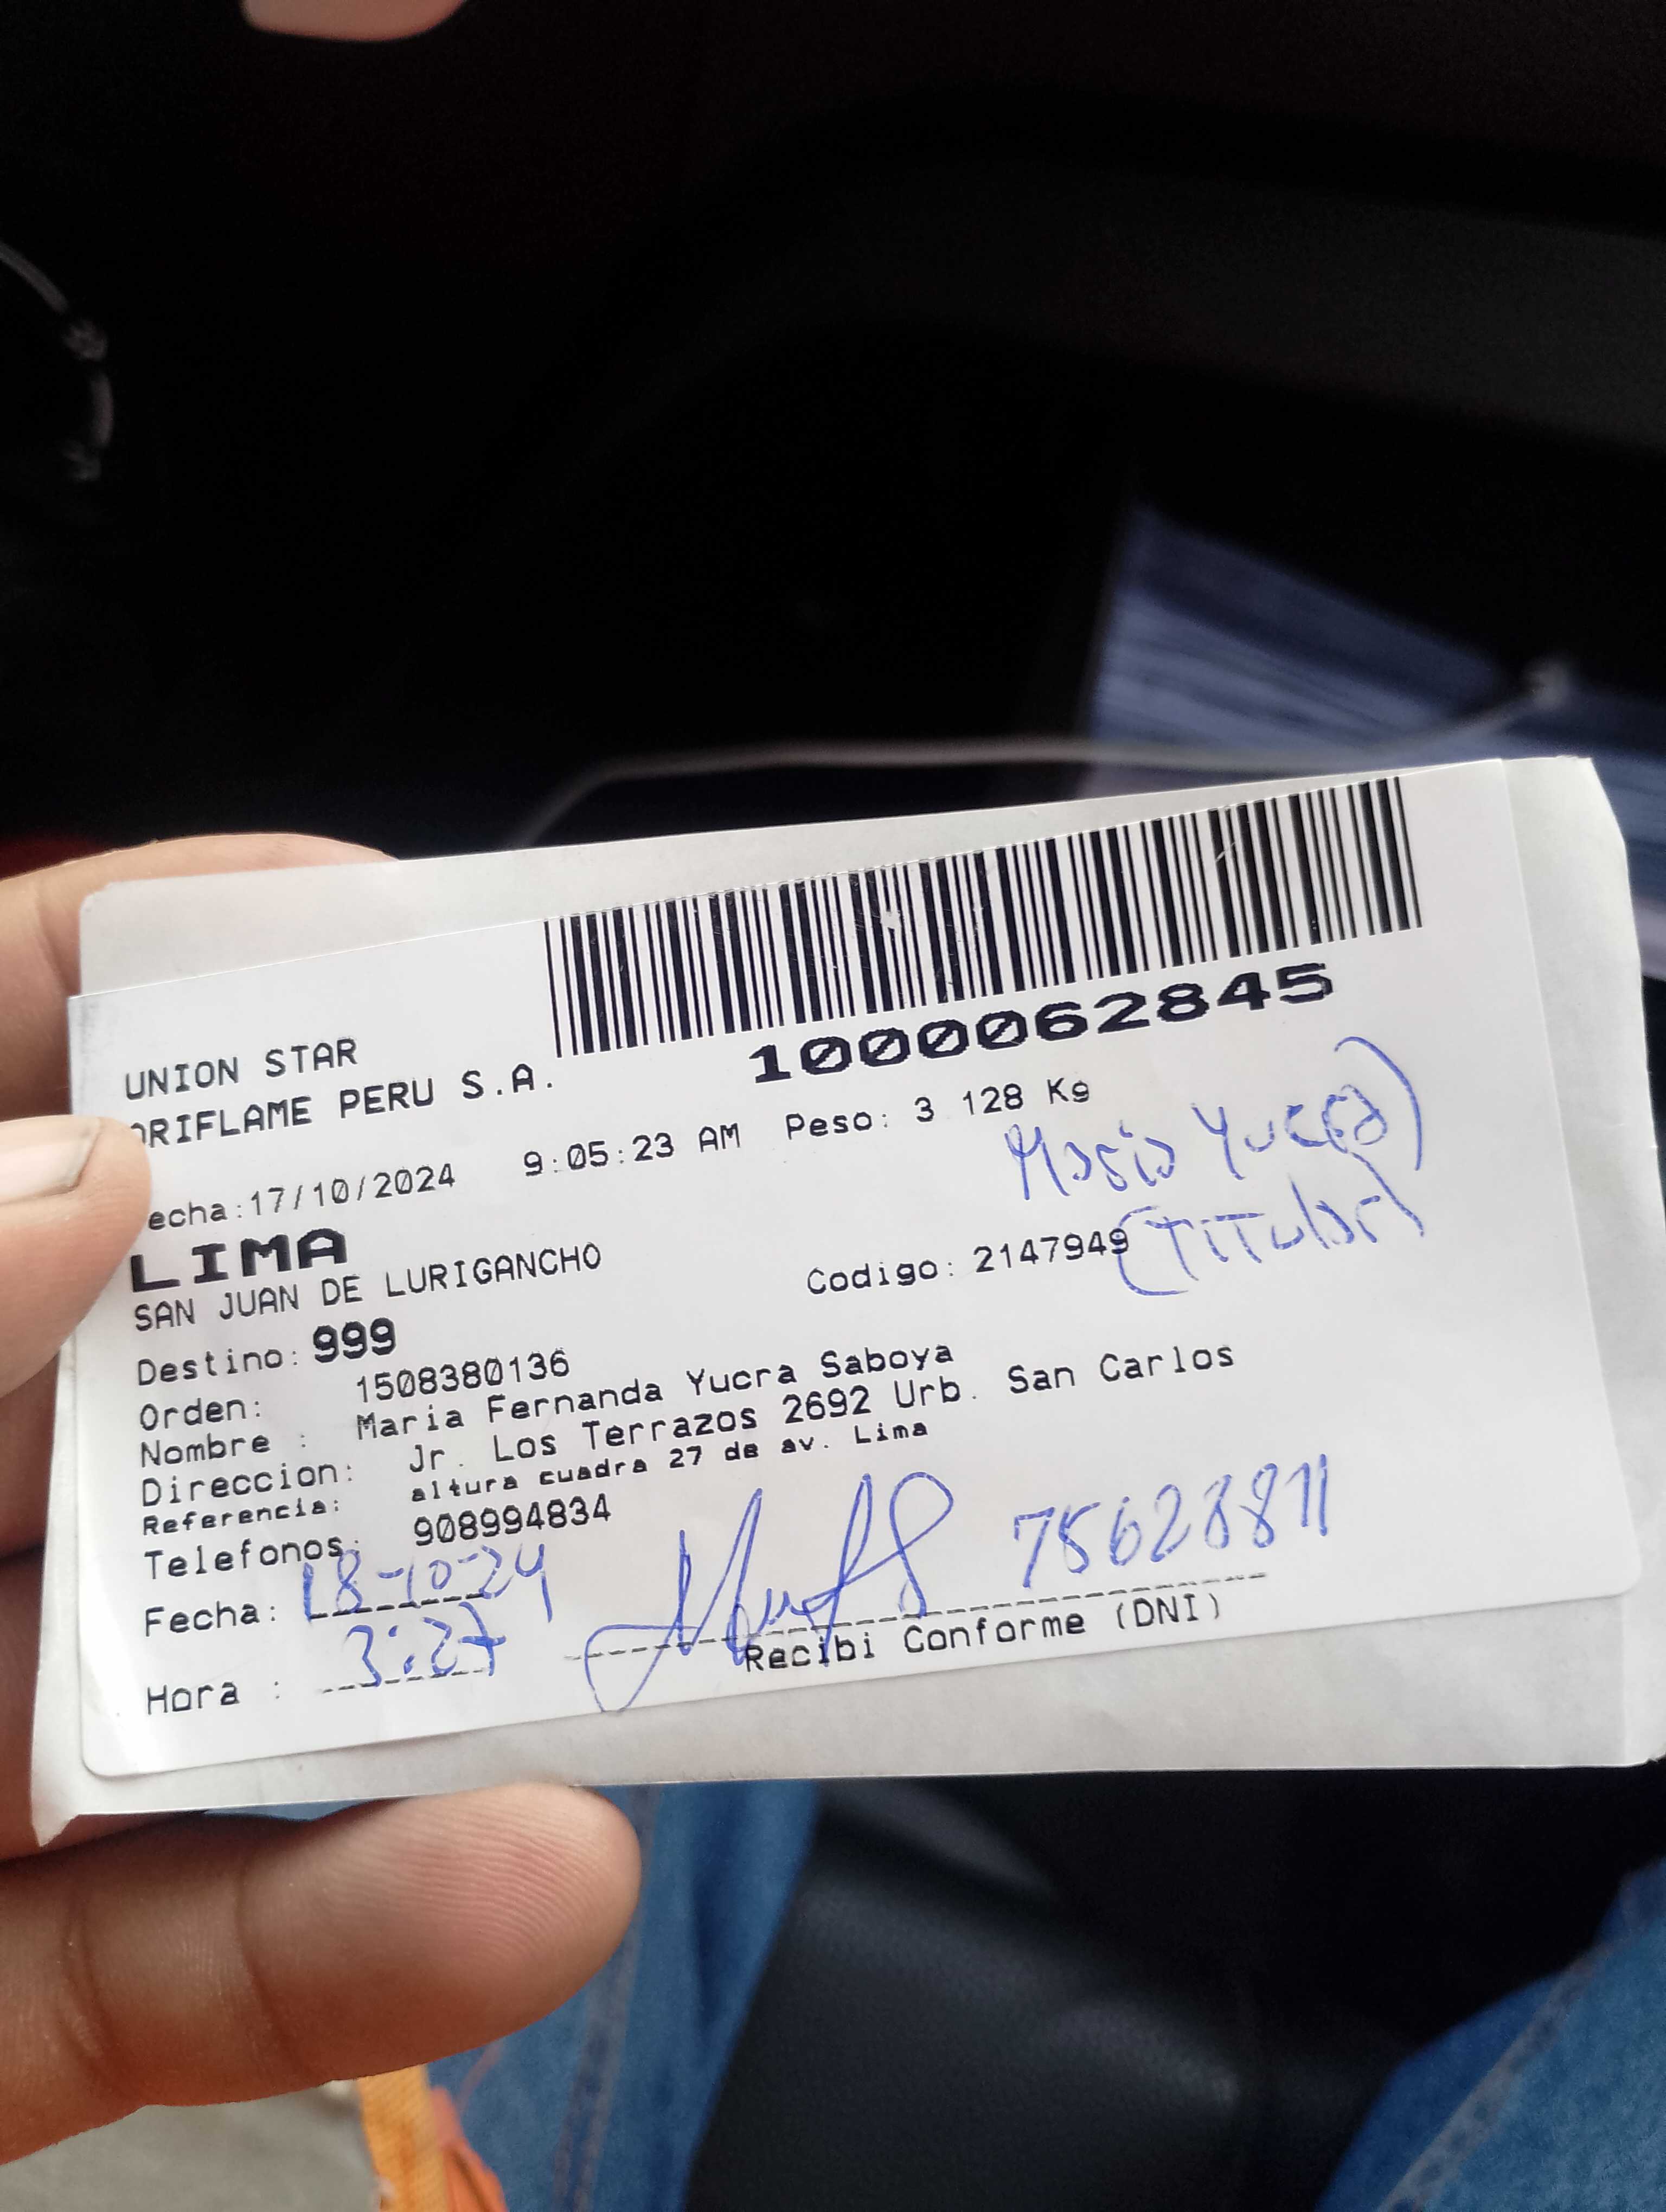 1000062845
UNION STAR
ORIFLAME PERU S.A.
echa:17/10/2024 9:05:23 AM Peso: 3 128 Kg
Maria Yucra
LIMA
SAN JUAN DE LURIGANCHO
Codigo: 2147949 (TITular)
Destino: 999
Orden: 1508380136
Nombre : Maria Fernanda Yucra Saboya
Direccion: Jr. Los Terrazos 2692 Urb. San Carlos
Referencia: altura cuadra 27 de av. Lima
Telefonos: 908994834
Fecha: 18-10-24
Hora : 3:27
Recibi Conforme (DNI)